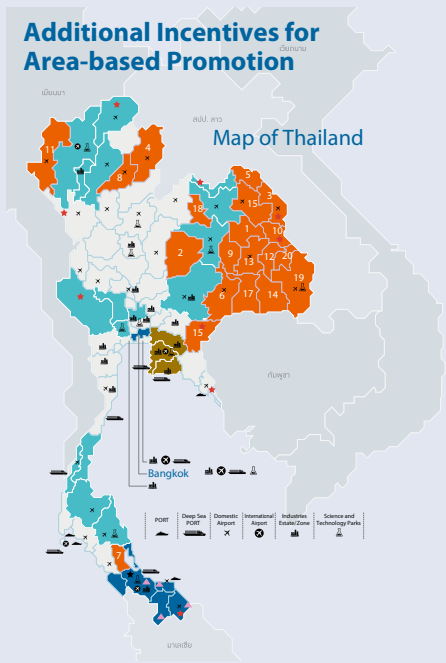 Additional Incentives for
Area-based Promotion
เวียดนาม
เมียนมา
สปป. ลาว
Map of Thailand
11
4
8
5
18
15
3
1
10
2
9
13
12
20
19
6
17
14
15
กัมพูชา
Bangkok
PORT
Deep Sea
PORT
Domestic
Airport
International
Airport
Industries
Estate/Zone
Science and
Technology Parks
7
มาเลเซีย